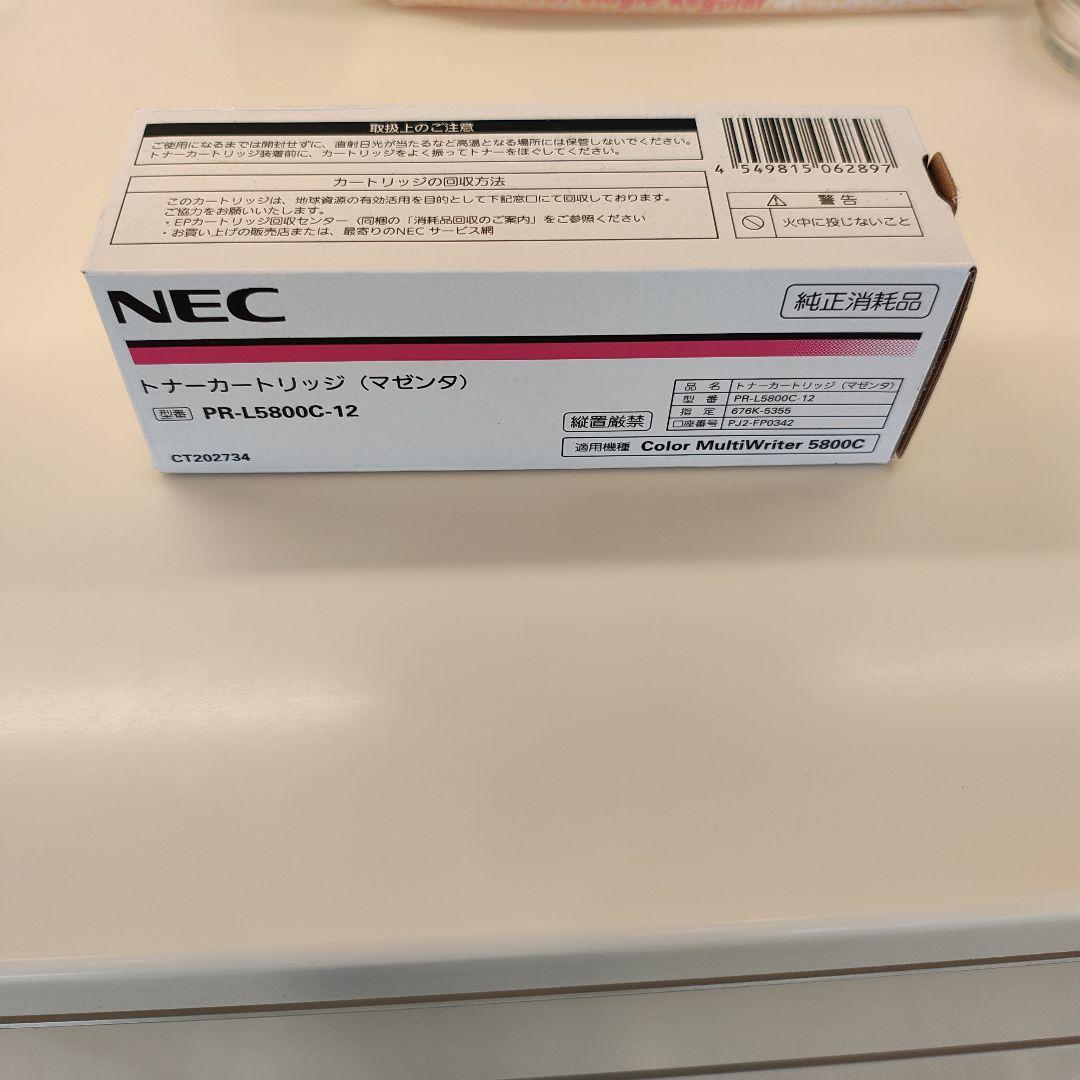 取扱上のご注意
ご使用になるまでは開封せずに、直射日光が当たるなど高温となる場所には保管しないでください。
トナーカートリッジ装着前に、カートリッジをよく振ってトナーをほぐしてください。
カートリッジの回収方法
このカートリッジは、地球資源の有効活用を目的として下記窓口にて回収しております。
ご協力をお願いいたします。
・EPカートリッジ回収センター（同梱の「消耗品回収のご案内」をご参照ください
・お買い上げの販売店または、最寄りのNEC サービス網
4 549815 062897
警告
火中に投じないこと
NEC
純正消耗品
トナーカートリッジ（マゼンタ）
型番 PR-L5800C-12
CT202734
縦置厳禁
品名 トナーカートリッジ（マゼンタ）
型番 PR-L5800C-12
指定 676K-5355
口座番号 PJ2-FP0342
適用機種 Color MultiWriter 5800C
Regular